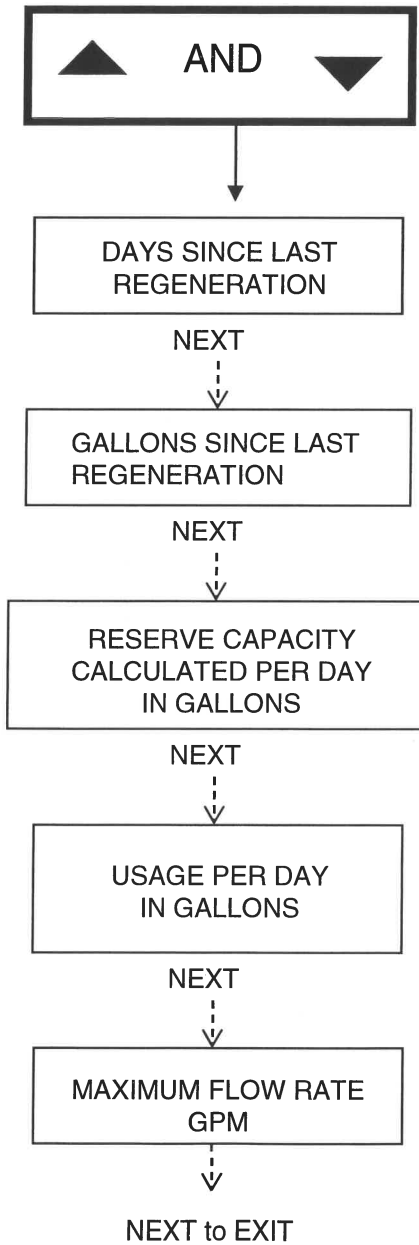 AND
DAYS SINCE LAST
REGENERATION
NEXT
GALLONS SINCE LAST
REGENERATION
NEXT
RESERVE CAPACITY
CALCULATED PER DAY
IN GALLONS
NEXT
USAGE PER DAY
IN GALLONS
NEXT
MAXIMUM FLOW RATE
GPM
NEXT to EXIT